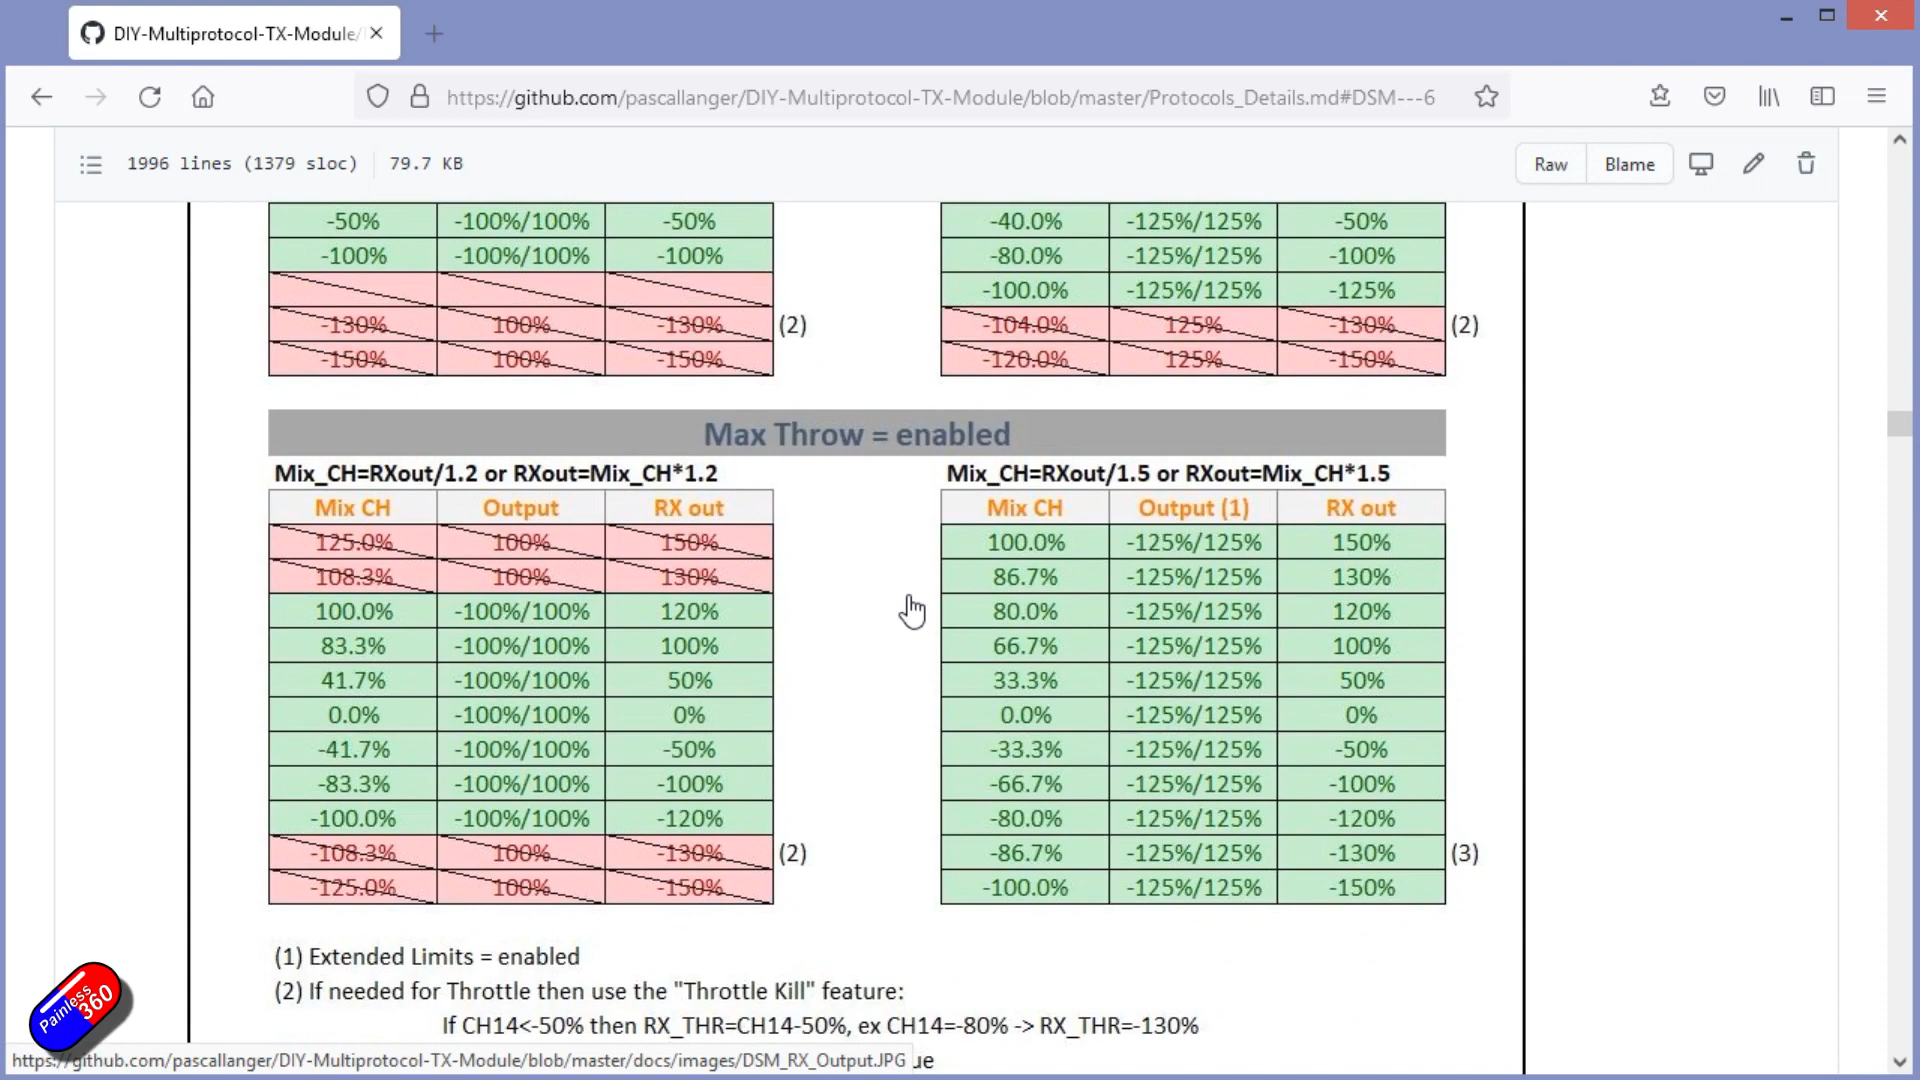 DIY-Multiprotocol-TX-Module/
https://github.com/pascallanger/DIY-Multiprotocol-TX-Module/blob/master/Protocols_Details.md#DSM---6
1996 lines (1379 sloc) 79.7 KB
Raw Blame
-50% -100%/100% -50% -40.0% -125%/125% -50%
-100% -100%/100% -100% -80.0% -125%/125% -100%
-100.0% -125%/125% -125%
-130% 100% -130% (2) -104.0% 125% -130% (2)
-150% 100% -150% -120.0% 125% -150%
Max Throw = enabled
Mix_CH=RXout/1.2 or RXout=Mix_CH*1.2 Mix_CH=RXout/1.5 or RXout=Mix_CH*1.5
Mix CH Output RX out Mix CH Output (1) RX out
125.0% 100% 150% 100.0% -125%/125% 150%
108.3% 100% 130% 86.7% -125%/125% 130%
100.0% -100%/100% 120% 80.0% -125%/125% 120%
83.3% -100%/100% 100% 66.7% -125%/125% 100%
41.7% -100%/100% 50% 33.3% -125%/125% 50%
0.0% -100%/100% 0% 0.0% -125%/125% 0%
-41.7% -100%/100% -50% -33.3% -125%/125% -50%
-83.3% -100%/100% -100% -66.7% -125%/125% -100%
-100.0% -100%/100% -120% -80.0% -125%/125% -120%
-108.3% 100% -130% (2) -86.7% -125%/125% -130% (3)
-125.0% 100% -150% -100.0% -125%/125% -150%
(1) Extended Limits = enabled
(2) If needed for Throttle then use the "Throttle Kill" feature:
If CH14<-50% then RX_THR=CH14-50%, ex CH14=-80% -> RX_THR=-130%
Painless
360
https://github.com/pascallanger/DIY-Multiprotocol-TX-Module/blob/master/docs/images/DSM_RX_Output.JPG